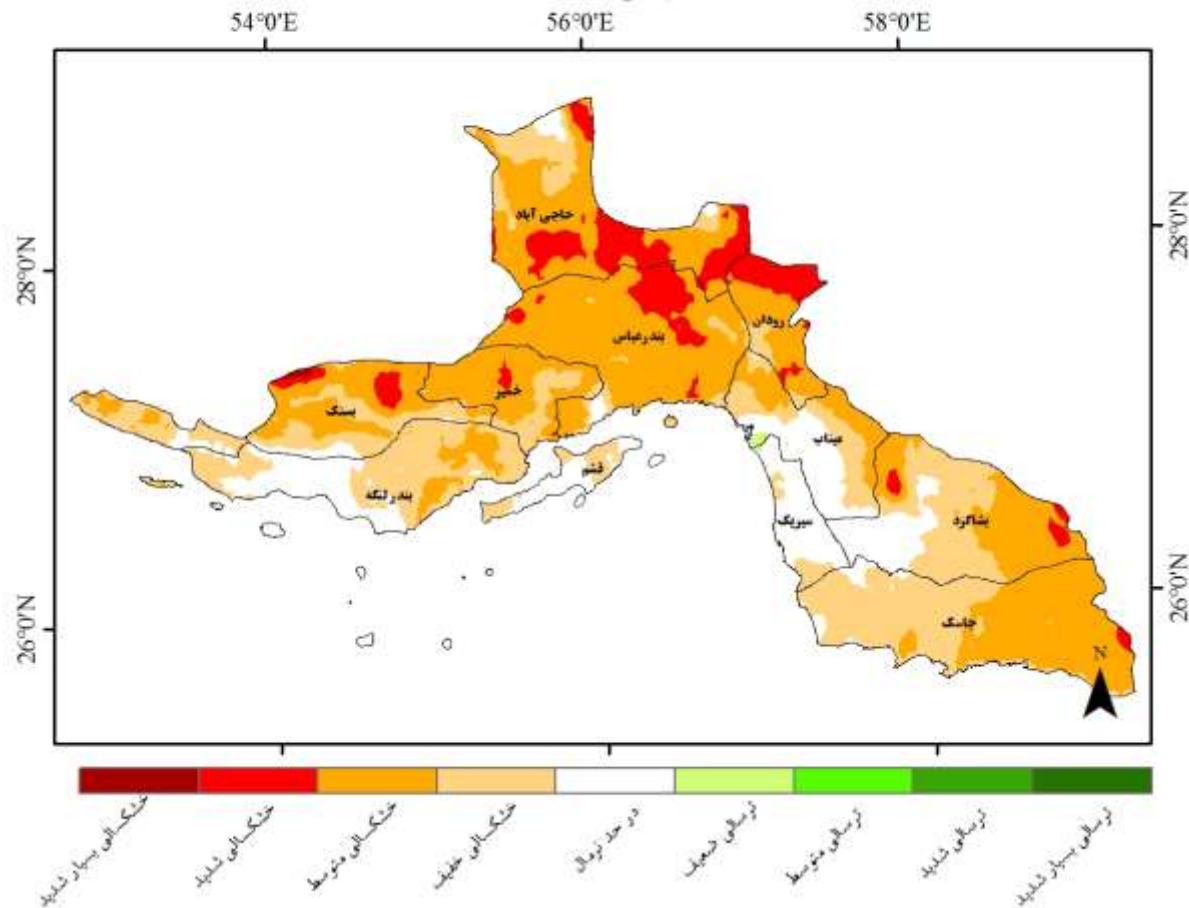 54°0'E
56°0'E
58°0'E
28°0'N
28°0'N
حاجی آباد
رودان
بندرعباس
خمیر
بستک
میناب
قشم
بندر لنگه
بشاگرد
سیریک
26°0'N
26°0'N
جاسک
N
خشکسالی بسیار شدید
خشکسالی شدید
خشکسالی متوسط
خشکسالی خفیف
در حد نرمال
ترسالی ضعیف
ترسالی متوسط
ترسالی شدید
ترسالی بسیار شدید